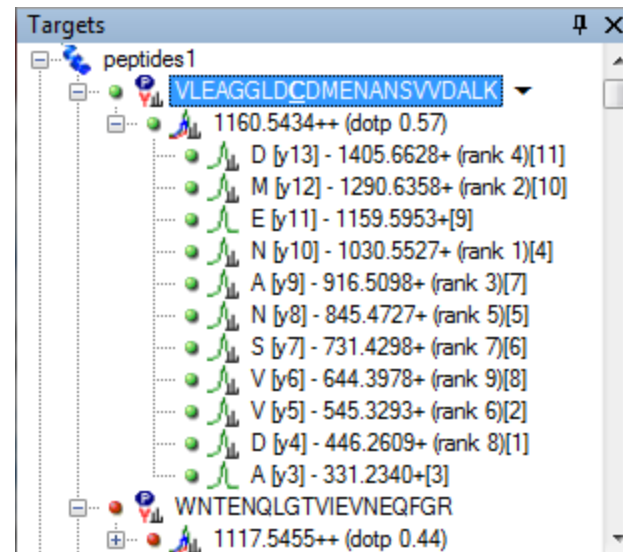 Targets
peptides1
VLEAGGLDCDMENANSVVDALK
1160.5434++ (dotp 0.57)
D [y13] - 1405.6628+ (rank 4)[11]
M [y12] - 1290.6358+ (rank 2)[10]
E [y11] - 1159.5953+[9]
N [y10] - 1030.5527+ (rank 1)[4]
A [y9] - 916.5098+ (rank 3)[7]
N [y8] - 845.4727+ (rank 5)[5]
S [y7] - 731.4298+ (rank 7)[6]
V [y6] - 644.3978+ (rank 9)[8]
V [y5] - 545.3293+ (rank 6)[2]
D [y4] - 446.2609+ (rank 8)[1]
A [y3] - 331.2340+[3]
WNTENQLGTVIEVNEQFGR
1117.5455++ (dotp 0.44)